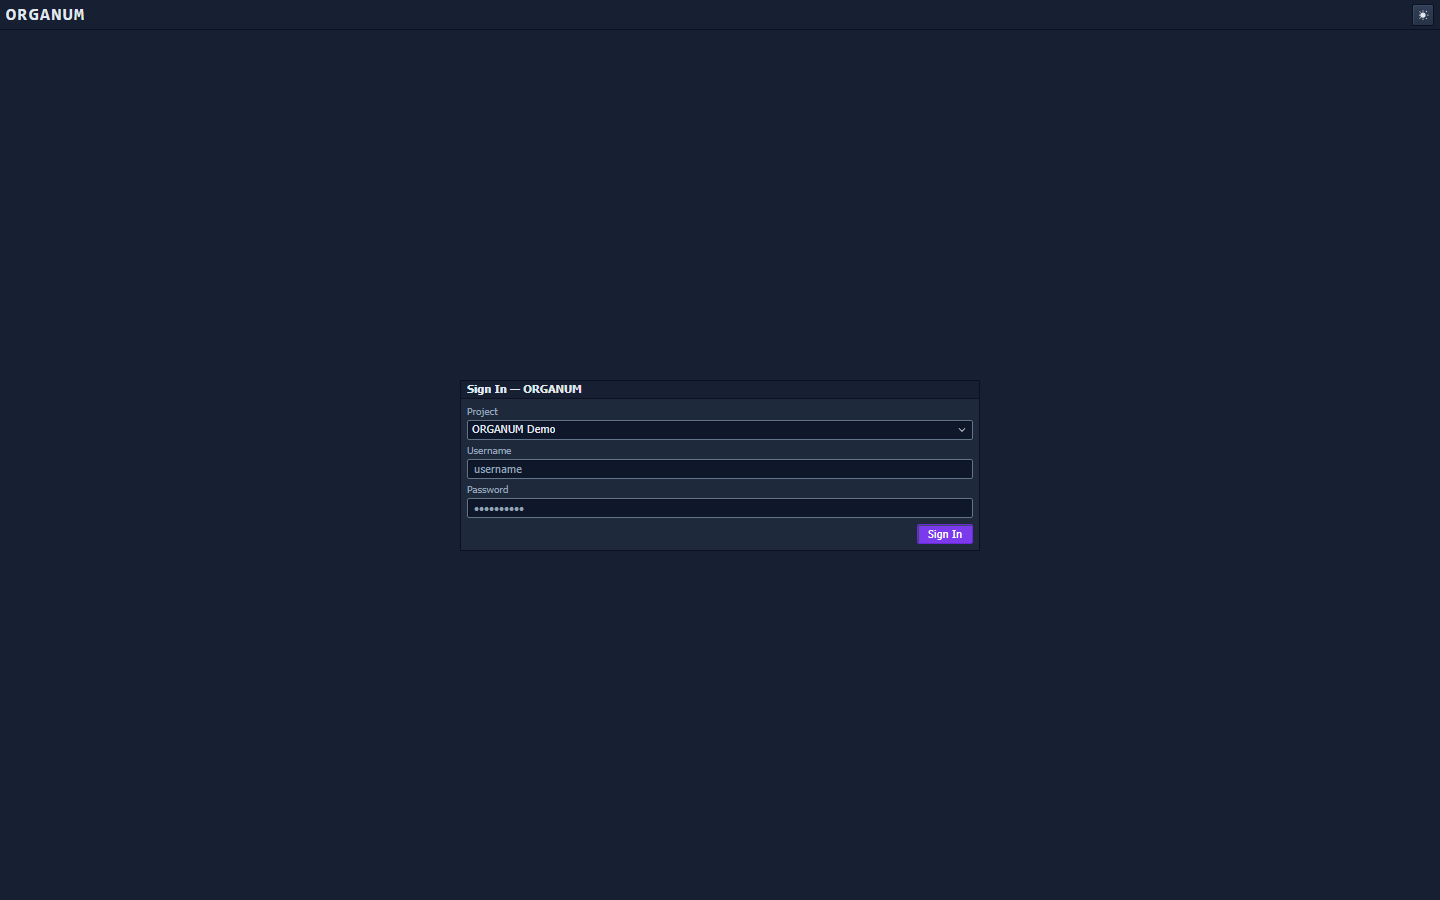 ORGANUM
Sign In — ORGANUM
Project
ORGANUM Demo
Username
username
Password
••••••••••
Sign In